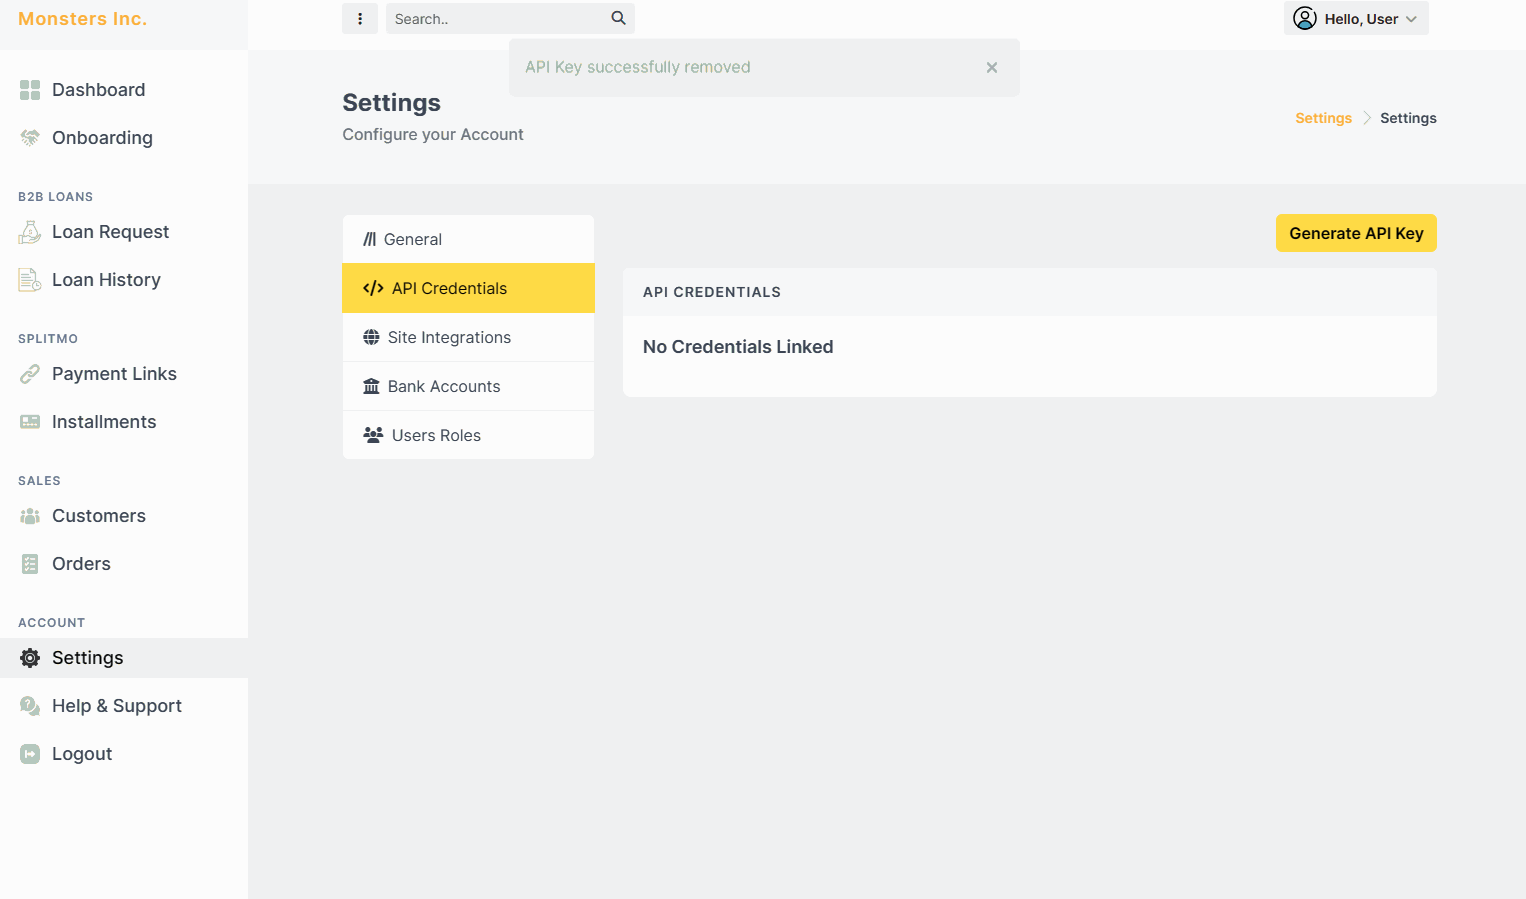 Monsters Inc.
Search..
Hello, User
API Key successfully removed
Dashboard
Onboarding
B2B LOANS
Loan Request
Loan History
SPLITMO
Payment Links
Installments
SALES
Customers
Orders
ACCOUNT
Settings
Help & Support
Logout
Settings
Configure your Account
Settings > Settings
General
API Credentials
Site Integrations
Bank Accounts
Users Roles
Generate API Key
API CREDENTIALS
No Credentials Linked